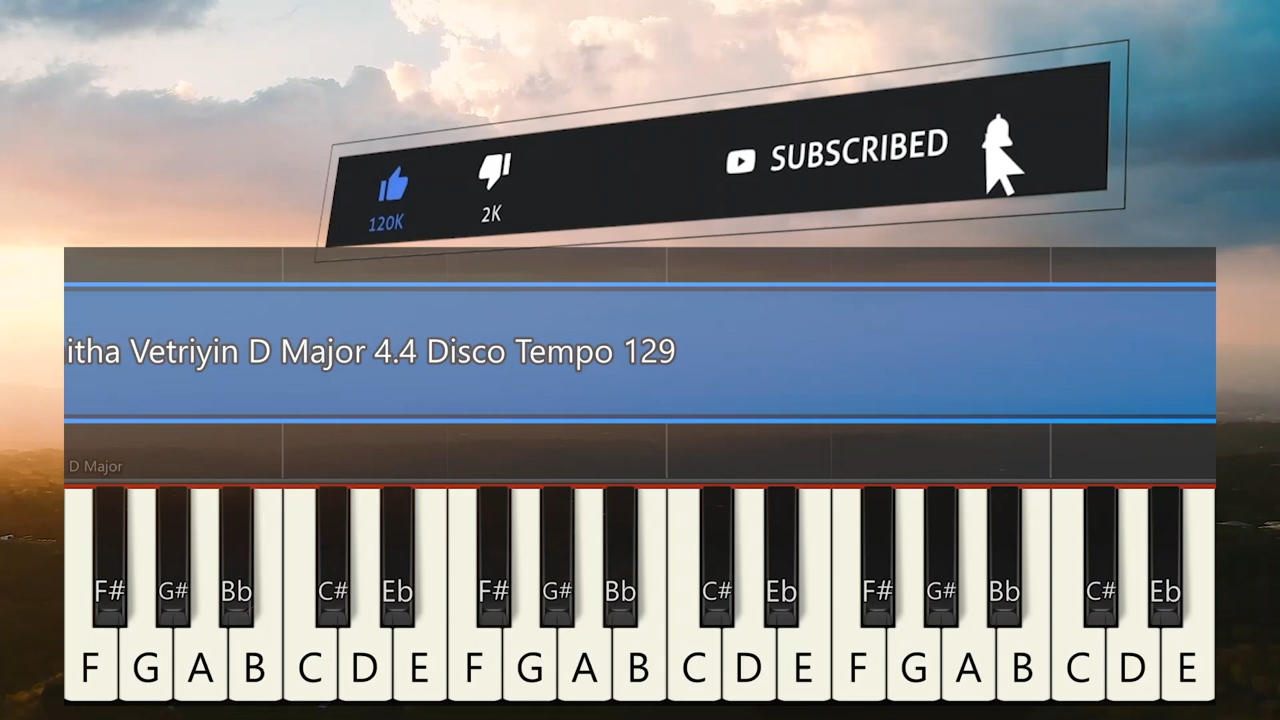 SUBSCRIBED
120K
2K
itha Vetriyin D Major 4.4 Disco Tempo 129
D Major
F# G# Bb C# Eb F# G# Bb C# Eb F# G# Bb C# Eb
F G A B C D E F G A B C D E F G A B C D E